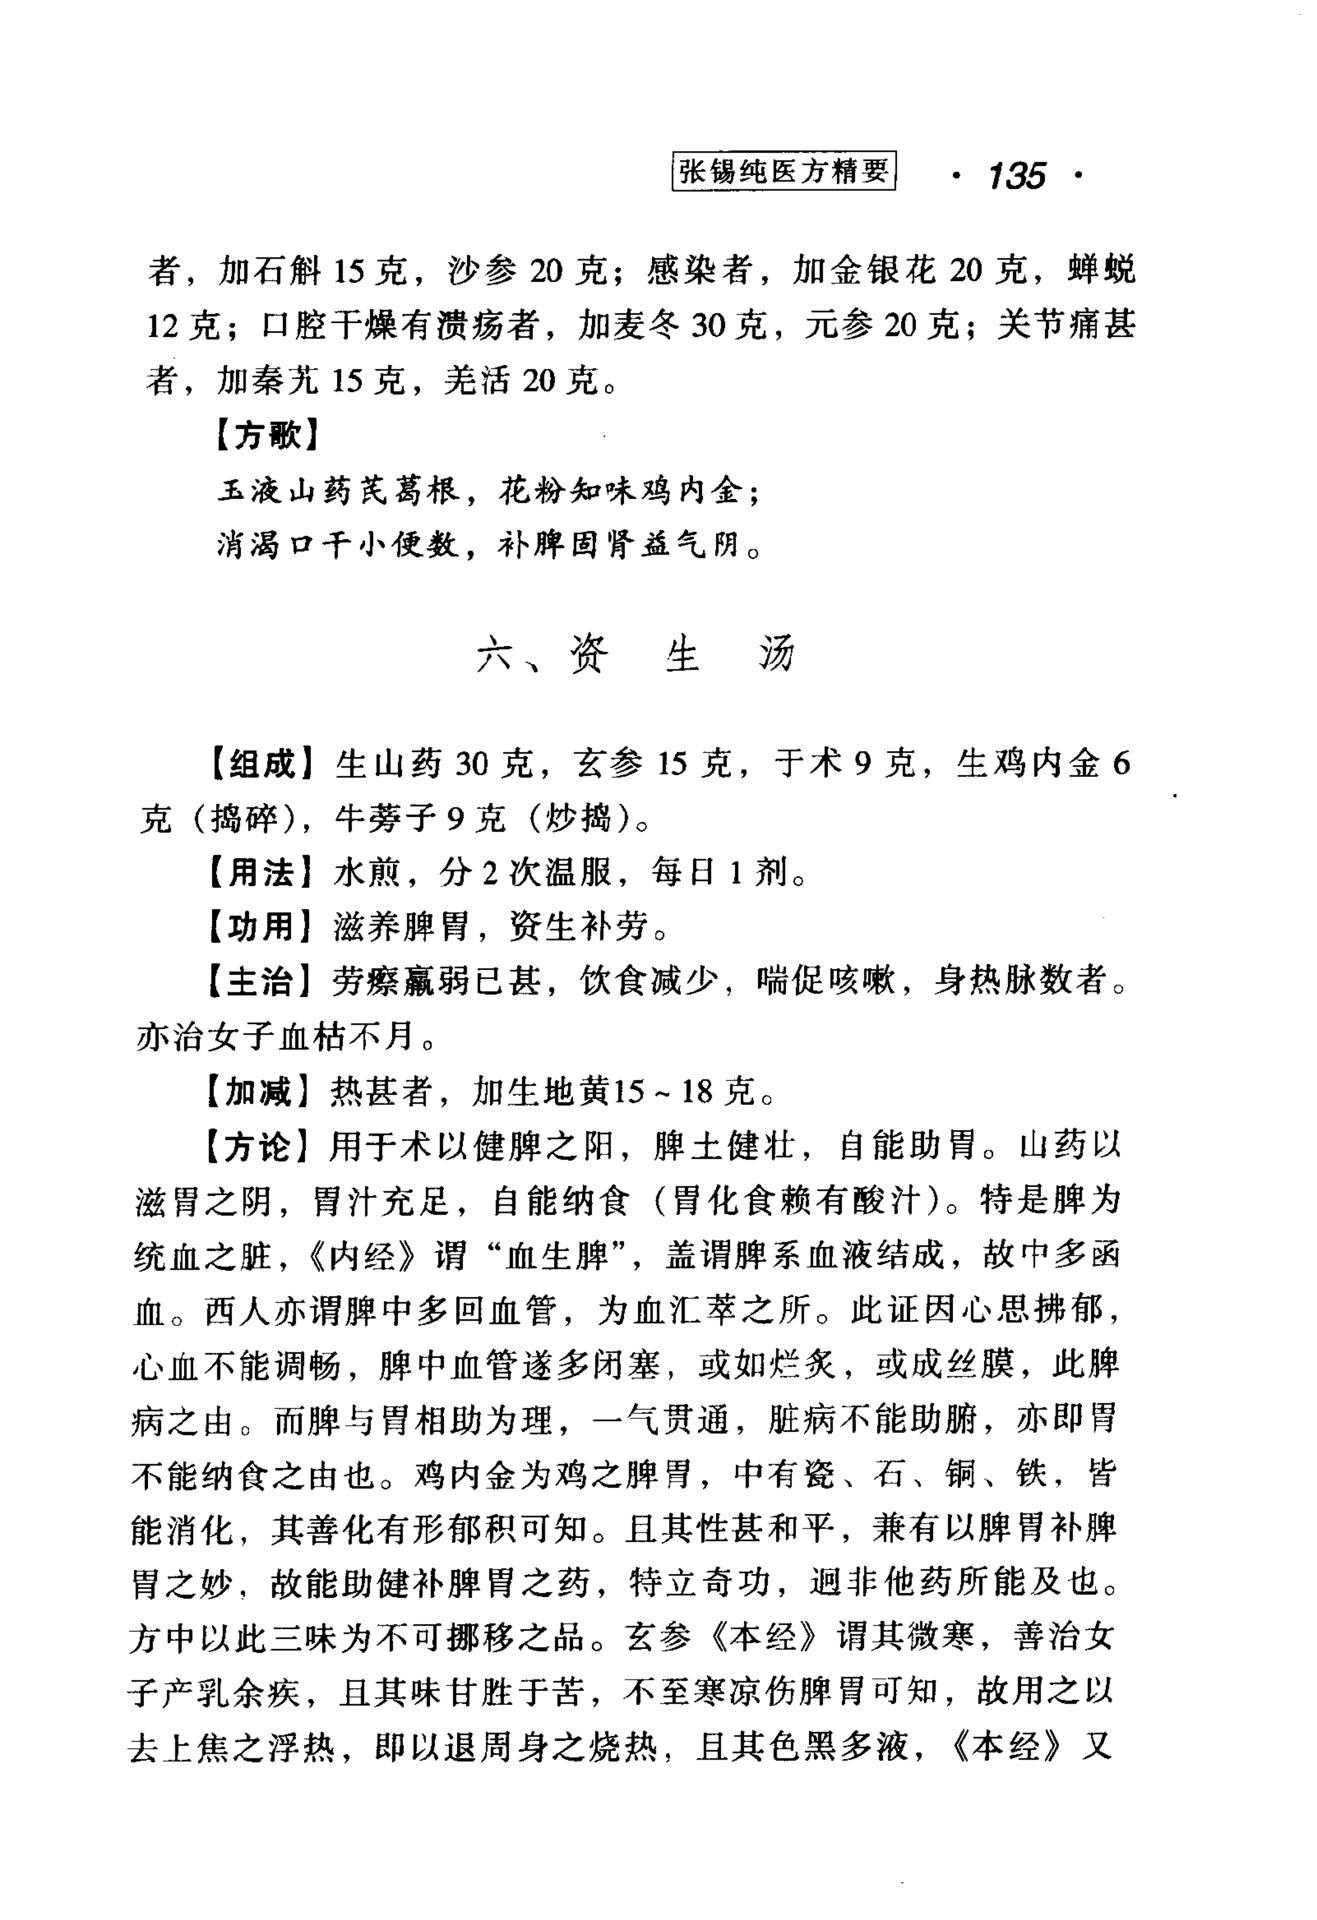 张锡纯医方精要 · 135 ·
者，加石斛 15 克，沙参 20 克；感染者，加金银花 20 克，蝉蜕
12 克；口腔干燥有溃疡者，加麦冬 30 克，元参 20 克；关节痛甚
者，加秦艽 15 克，羌活 20 克。
【方歌】
玉液山药芪葛根，花粉知味鸡内金；
消渴口干小便数，补脾固肾益气阴。
六、资 生 汤
【组成】生山药 30 克，玄参 15 克，于术 9 克，生鸡内金 6
克（捣碎），牛蒡子 9 克（炒捣）。
【用法】水煎，分 2 次温服，每日 1 剂。
【功用】滋养脾胃，资生补劳。
【主治】劳瘵羸弱已甚，饮食减少，喘促咳嗽，身热脉数者。
亦治女子血枯不月。
【加减】热甚者，加生地黄15～18 克。
【方论】用于术以健脾之阳，脾土健壮，自能助胃。山药以
滋胃之阴，胃汁充足，自能纳食（胃化食赖有酸汁）。特是脾为
统血之脏，《内经》谓“血生脾”，盖谓脾系血液结成，故中多函
血。西人亦谓脾中多回血管，为血汇萃之所。此证因心思拂郁，
心血不能调畅，脾中血管遂多闭塞，或如烂炙，或成丝膜，此脾
病之由。而脾与胃相助为理，一气贯通，脏病不能助腑，亦即胃
不能纳食之由也。鸡内金为鸡之脾胃，中有瓷、石、铜、铁，皆
能消化，其善化有形郁积可知。且其性甚和平，兼有以脾胃补脾
胃之妙，故能助健补脾胃之药，特立奇功，迥非他药所能及也。
方中以此三味为不可挪移之品。玄参《本经》谓其微寒，善治女
子产乳余疾，且其味甘胜于苦，不至寒凉伤脾胃可知，故用之以
去上焦之浮热，即以退周身之烧热，且其色黑多液，《本经》又